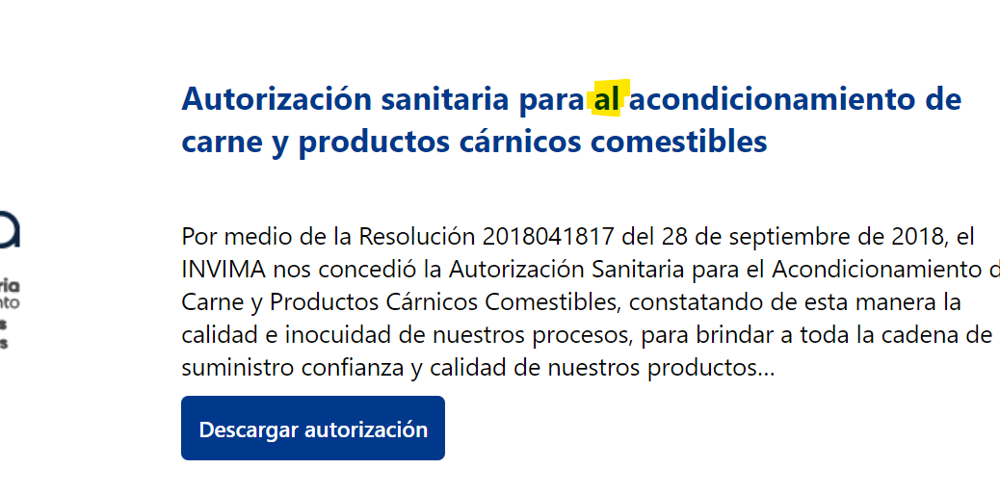 Autorización sanitaria para al acondicionamiento de
carne y productos cárnicos comestibles
Por medio de la Resolución 2018041817 del 28 de septiembre de 2018, el
INVIMA nos concedió la Autorización Sanitaria para el Acondicionamiento
Carne y Productos Cárnicos Comestibles, constatando de esta manera la
calidad e inocuidad de nuestros procesos, para brindar a toda la cadena de
suministro confianza y calidad de nuestros productos...
Descargar autorización